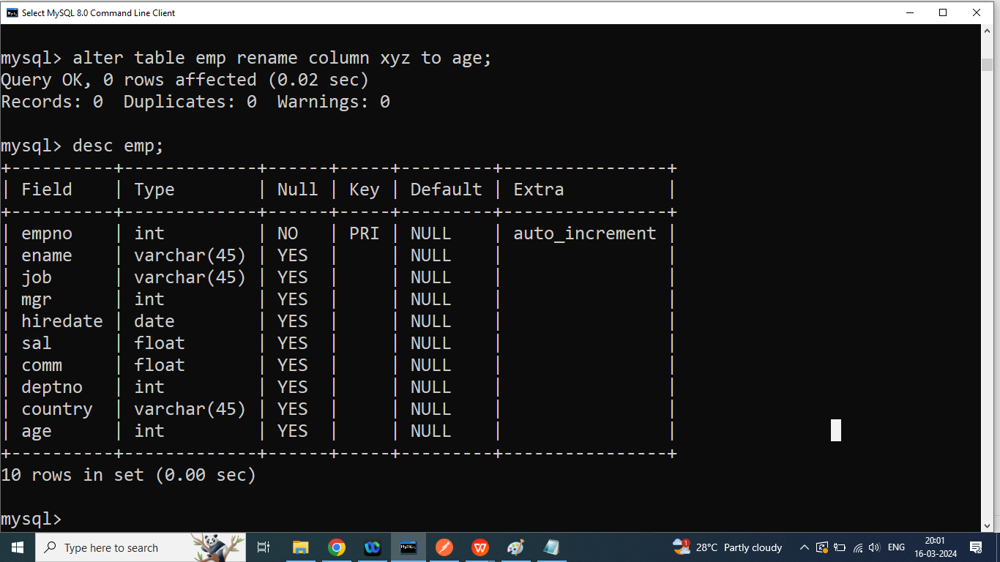 Select MySQL 8.0 Command Line Client
mysql> alter table emp rename column xyz to age;
Query OK, 0 rows affected (0.02 sec)
Records: 0  Duplicates: 0  Warnings: 0
mysql> desc emp;
+----------+-------------+------+-----+---------+----------------+
| Field    | Type        | Null | Key | Default | Extra          |
+----------+-------------+------+-----+---------+----------------+
| empno    | int         | NO   | PRI | NULL    | auto_increment |
| ename    | varchar(45) | YES  |     | NULL    |                |
| job      | varchar(45) | YES  |     | NULL    |                |
| mgr      | int         | YES  |     | NULL    |                |
| hiredate | date        | YES  |     | NULL    |                |
| sal      | float       | YES  |     | NULL    |                |
| comm     | float       | YES  |     | NULL    |                |
| deptno   | int         | YES  |     | NULL    |                |
| country  | varchar(45) | YES  |     | NULL    |                |
| age      | int         | YES  |     | NULL    |                |
+----------+-------------+------+-----+---------+----------------+
10 rows in set (0.00 sec)
mysql>
Type here to search
MySQL
W
1
28°C Partly cloudy
ENG
20:01
16-03-2024